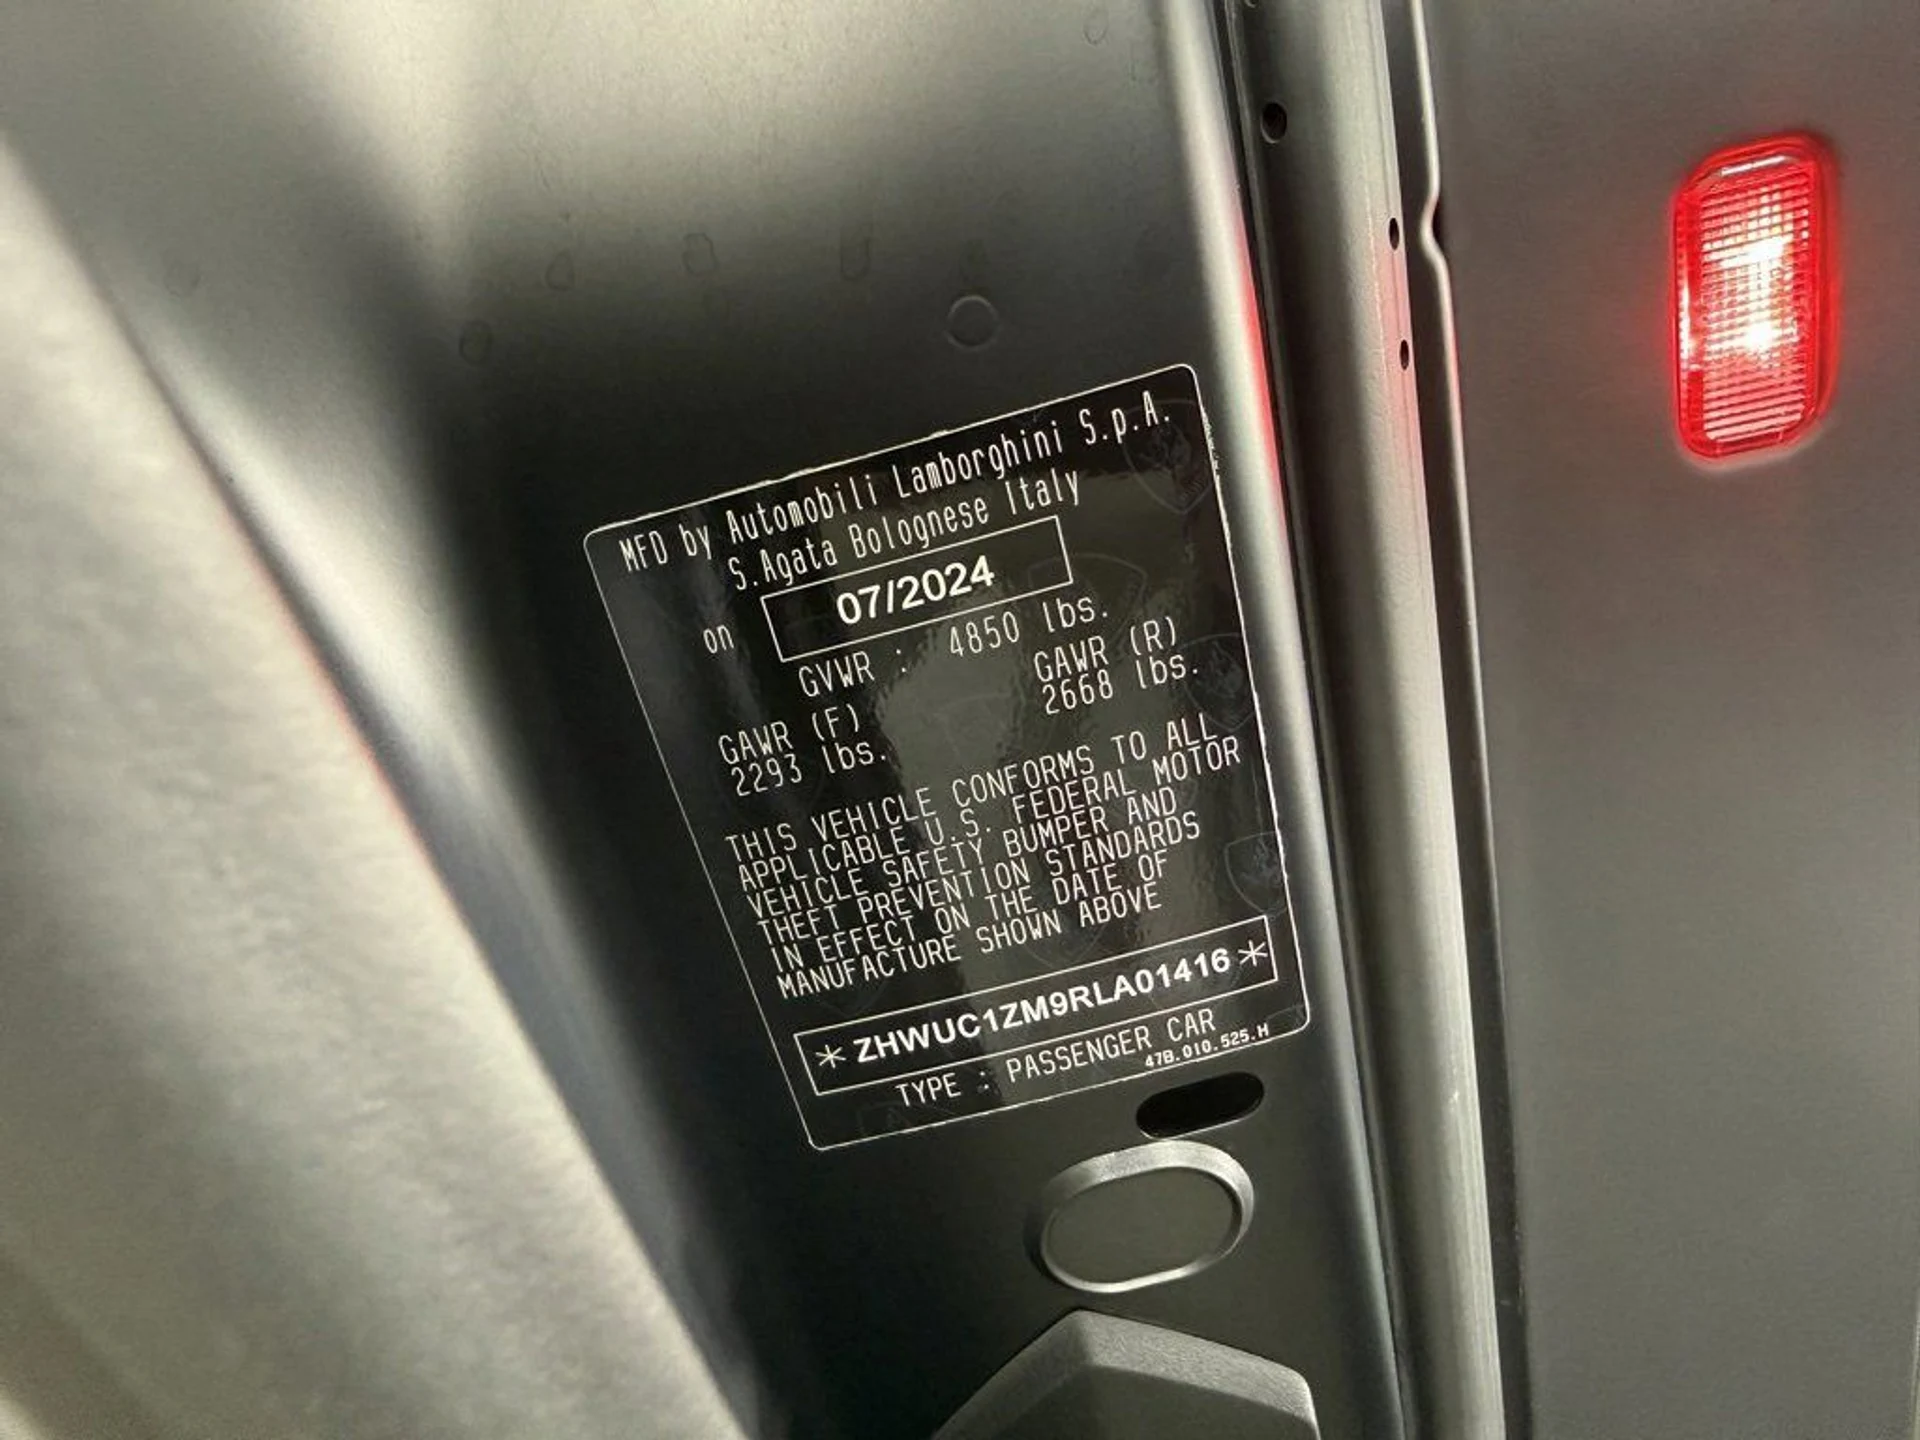 MFD by Automobili Lamborghini S.p.A.
S.Agata Bolognese Italy
on 07/2024
GVWR : 4850 lbs.
GAWR (F) GAWR (R)
2293 lbs. 2668 lbs.
THIS VEHICLE CONFORMS TO ALL
APPLICABLE U.S. FEDERAL MOTOR
VEHICLE SAFETY BUMPER AND
THEFT PREVENTION STANDARDS
IN EFFECT ON THE DATE OF
MANUFACTURE SHOWN ABOVE
*ZHWUC1ZM9RLA01416*
TYPE : PASSENGER CAR
47B.010.525.H